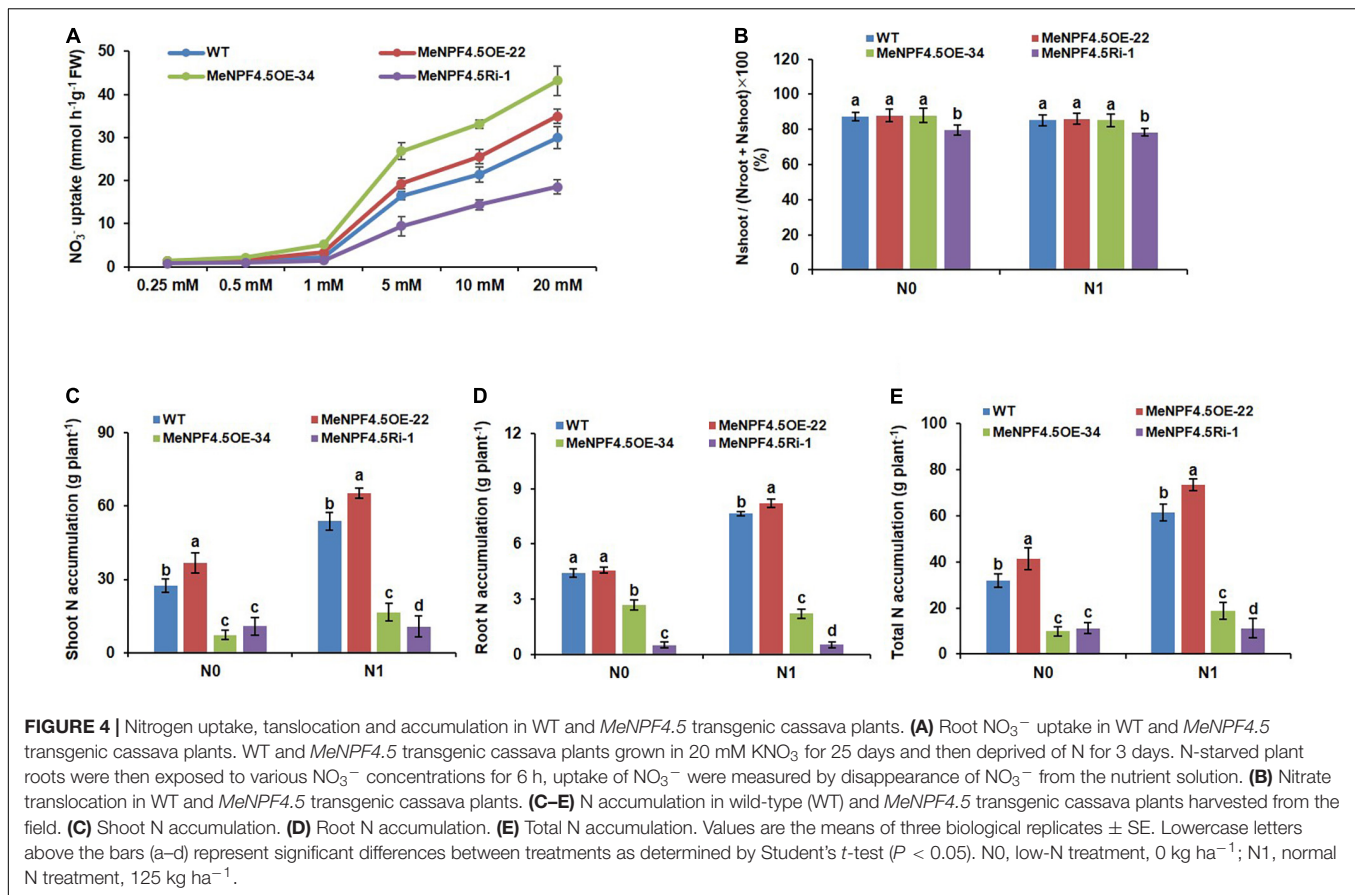 A
WT
MeNPF4.5OE-22
MeNPF4.5OE-34
MeNPF4.5Ri-1
NO₃⁻ uptake (mmol h⁻¹g⁻¹ FW)
50
40
30
20
10
0
0.25 mM 0.5 mM 1 mM 5 mM 10 mM 20 mM
B
WT
MeNPF4.5OE-22
MeNPF4.5OE-34
MeNPF4.5Ri-1
Nshoot / (Nroot + Nshoot)×100
(%)
120
100
80
60
40
20
0
a a a b a a a b
N0 N1
C
WT
MeNPF4.5OE-22
MeNPF4.5OE-34
MeNPF4.5Ri-1
Shoot N accumulation (g plant⁻¹)
90
60
30
0
b a c c b a c d
N0 N1
D
WT
MeNPF4.5OE-22
MeNPF4.5OE-34
MeNPF4.5Ri-1
Root N accumulation (g plant⁻¹)
12
9
6
3
0
a a b c b a c d
N0 N1
E
WT
MeNPF4.5OE-22
MeNPF4.5OE-34
MeNPF4.5Ri-1
Total N accumulation (g plant⁻¹)
100
80
60
40
20
0
b a c c b a c d
N0 N1
FIGURE 4 | Nitrogen uptake, tanslocation and accumulation in WT and MeNPF4.5 transgenic cassava plants. (A) Root NO₃⁻ uptake in WT and MeNPF4.5
transgenic cassava plants. WT and MeNPF4.5 transgenic cassava plants grown in 20 mM KNO₃ for 25 days and then deprived of N for 3 days. N-starved plant
roots were then exposed to various NO₃⁻ concentrations for 6 h, uptake of NO₃⁻ were measured by disappearance of NO₃⁻ from the nutrient solution. (B) Nitrate
translocation in WT and MeNPF4.5 transgenic cassava plants. (C–E) N accumulation in wild-type (WT) and MeNPF4.5 transgenic cassava plants harvested from the
field. (C) Shoot N accumulation. (D) Root N accumulation. (E) Total N accumulation. Values are the means of three biological replicates ± SE. Lowercase letters
above the bars (a–d) represent significant differences between treatments as determined by Student's t-test (P < 0.05). N0, low-N treatment, 0 kg ha⁻¹; N1, normal
N treatment, 125 kg ha⁻¹.